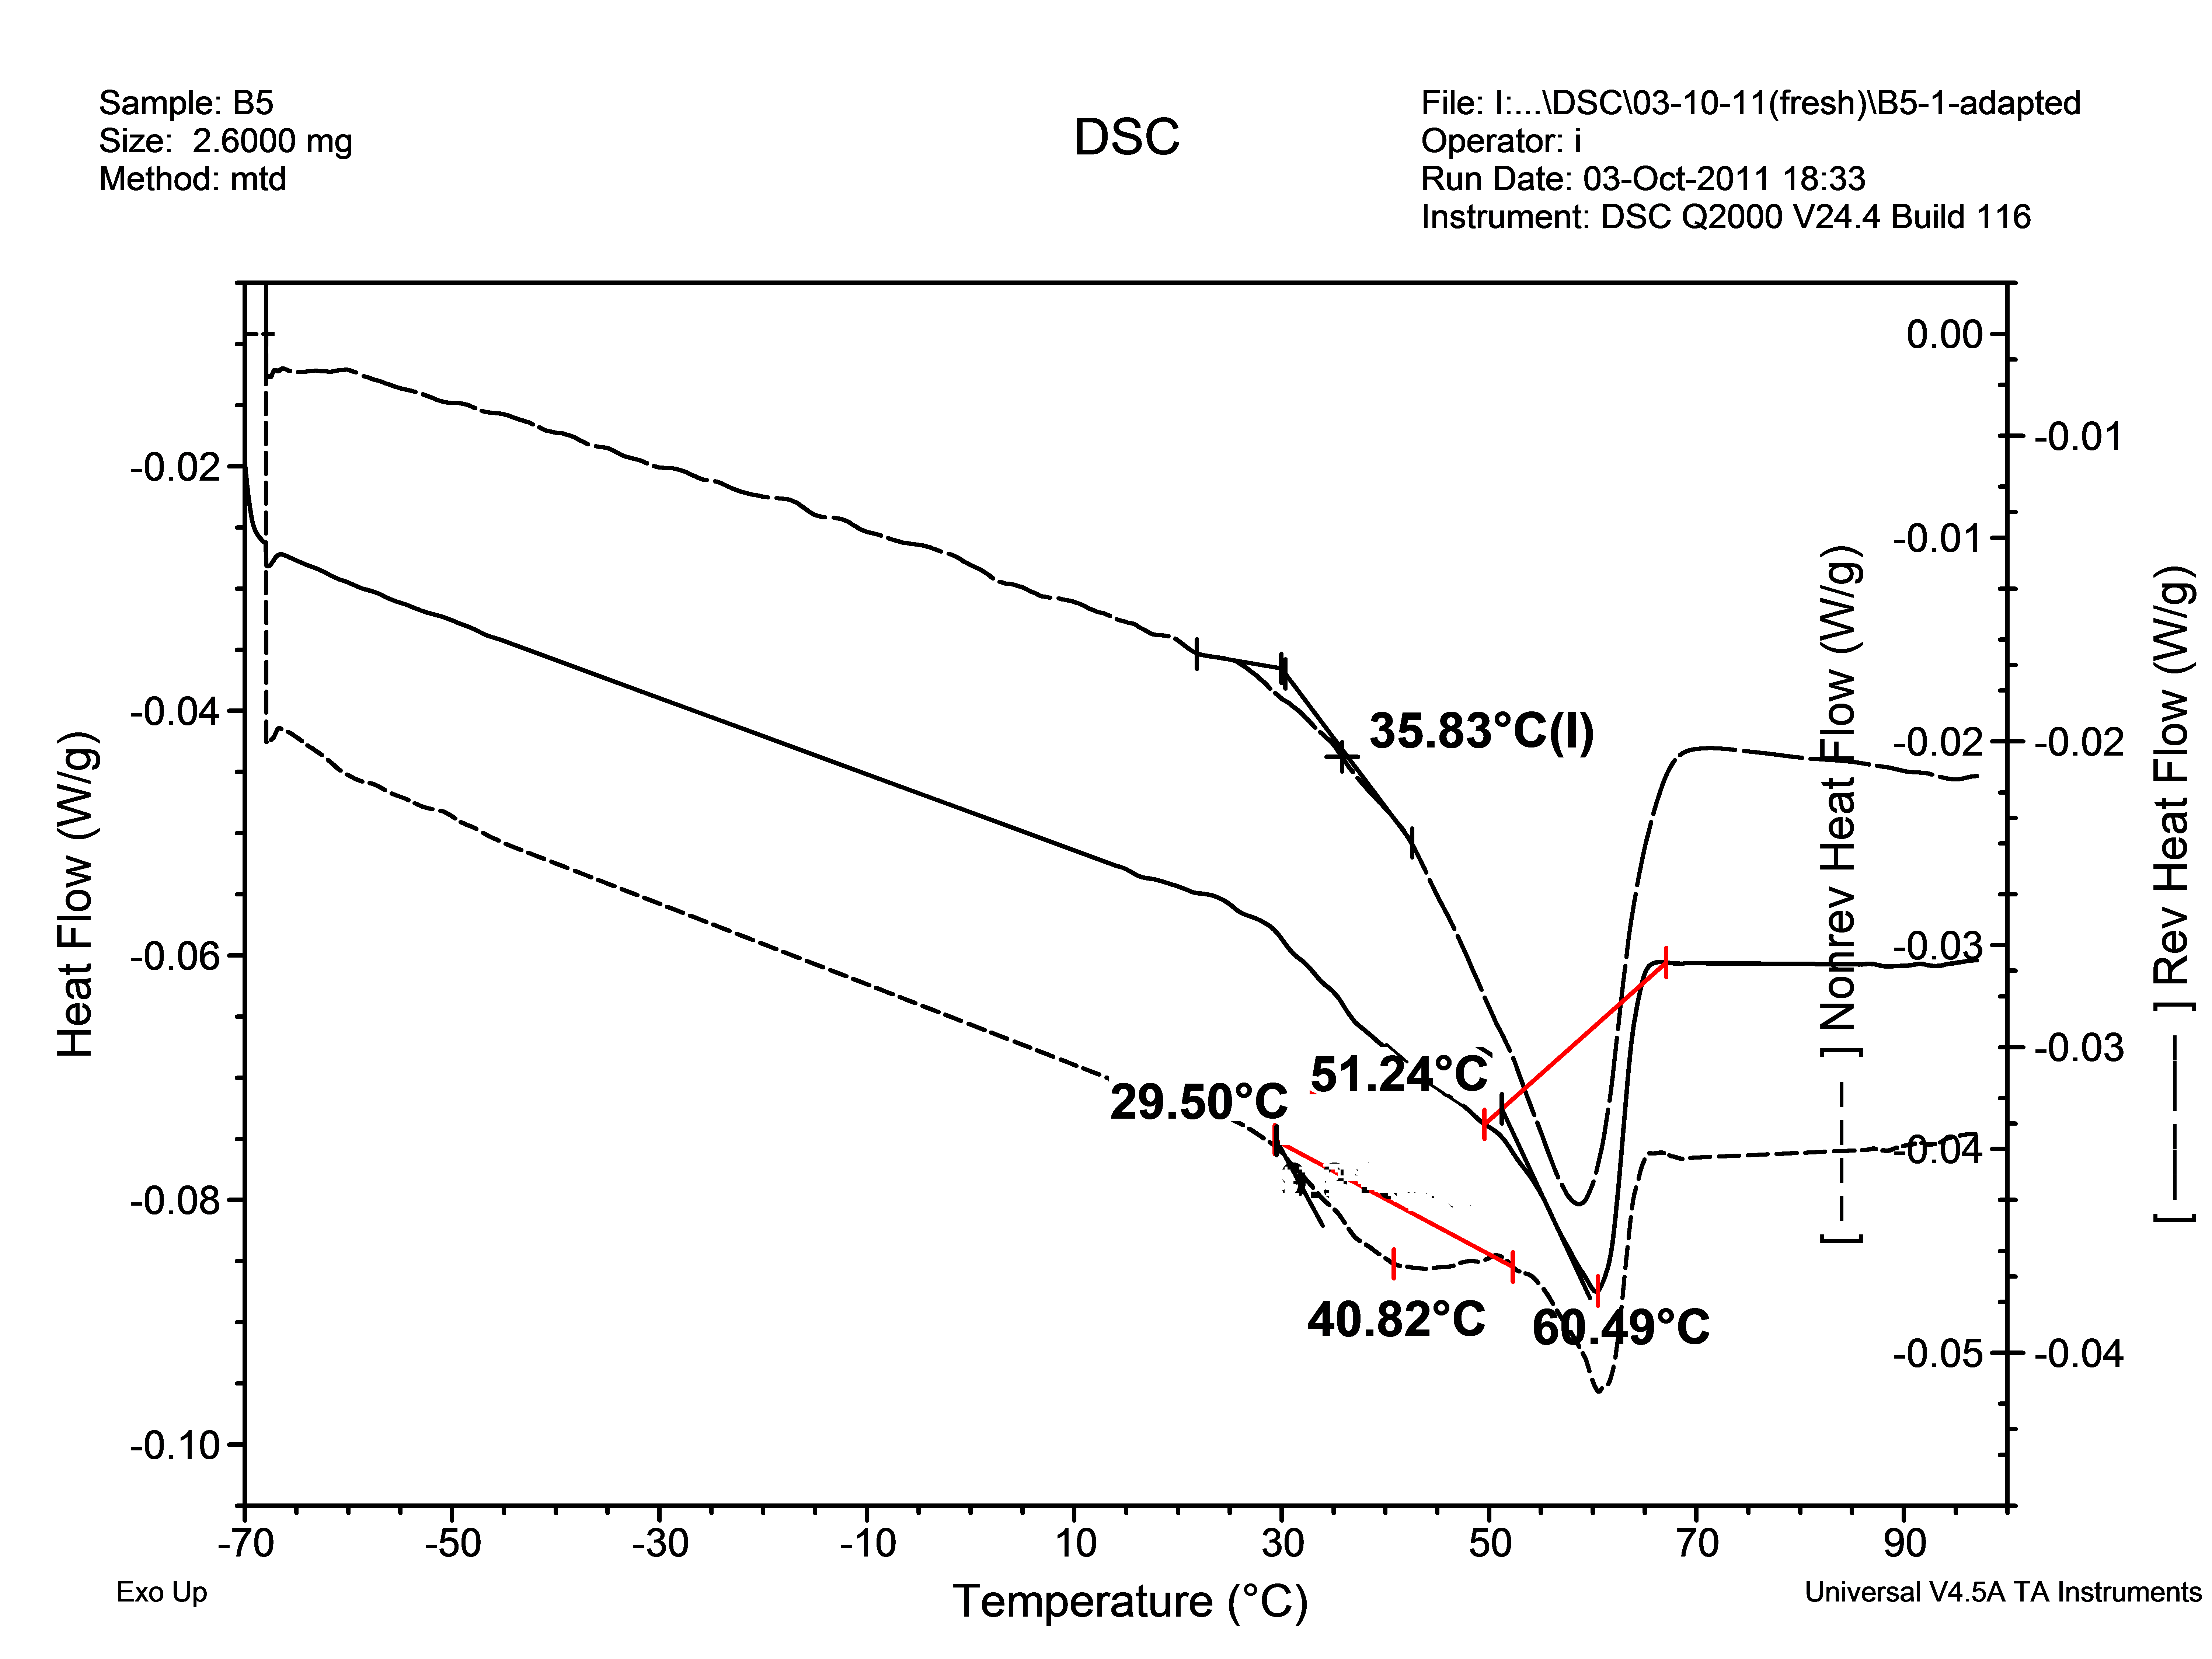 Sample: B5
Size:  2.6000 mg
Method: mtd
DSC
File: I:...\DSC\03-10-11(fresh)\B5-1-adapted
Operator: i
Run Date: 03-Oct-2011 18:33
Instrument: DSC Q2000 V24.4 Build 116
Heat Flow (W/g)
-0.02
-0.04
-0.06
-0.08
-0.10
35.83°C(I)
51.24°C
29.50°C
40.82°C
60.49°C
0.00
-0.01
-0.02
-0.03
-0.04
-0.05
[ – – – – ] Nonrev Heat Flow (W/g)
-0.01
-0.02
-0.03
-0.04
[ ––– ––– ] Rev Heat Flow (W/g)
-70
-50
-30
-10
10
30
50
70
90
Temperature (°C)
Exo Up
Universal V4.5A TA Instruments